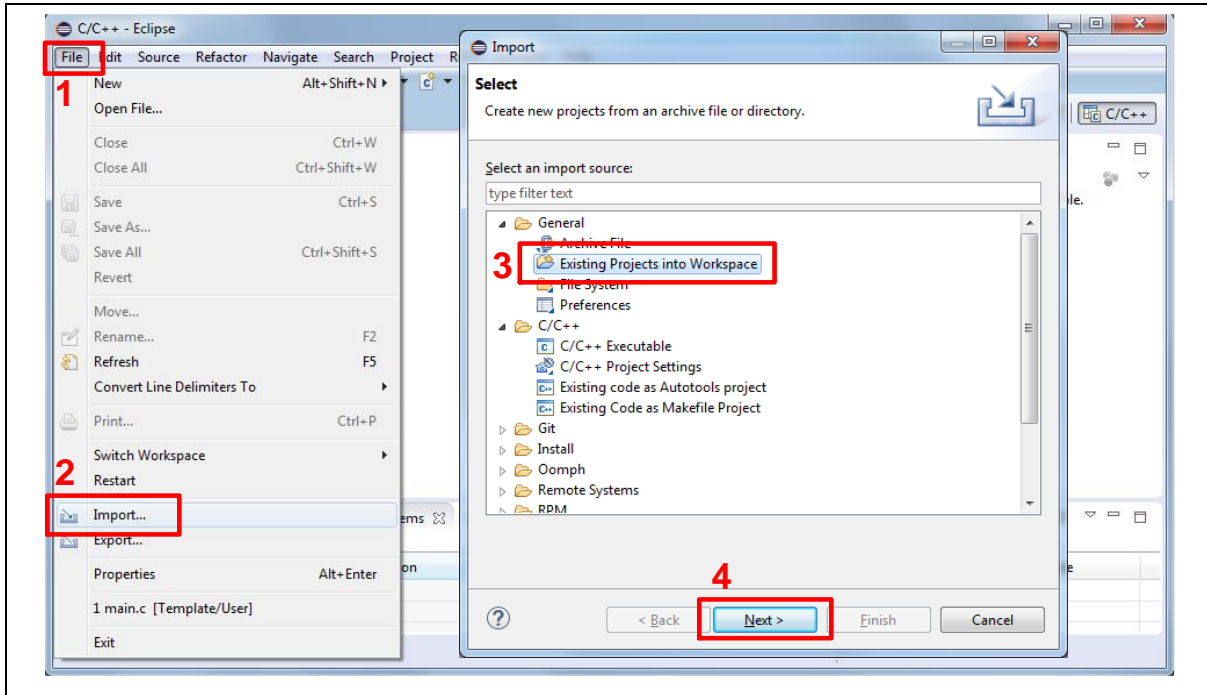 C/C++ - Eclipse
File Edit Source Refactor Navigate Search Project R
1
New Alt+Shift+N
Open File...
Close Ctrl+W
Close All Ctrl+Shift+W
Save Ctrl+S
Save As...
Save All Ctrl+Shift+S
Revert
Move...
Rename... F2
Refresh F5
Convert Line Delimiters To
Print... Ctrl+P
Switch Workspace
2
Restart
Import...
Export...
Properties Alt+Enter
1 main.c [Template/User]
Exit
ems
on
Import
Select
Create new projects from an archive file or directory.
Select an import source:
type filter text
General
Archive File
3
Existing Projects into Workspace
File System
Preferences
C/C++
C/C++ Executable
C/C++ Project Settings
Existing code as Autotools project
Existing Code as Makefile Project
Git
Install
Oomph
Remote Systems
RPM
4
? < Back Next > Finish Cancel
C/C++
le.
e